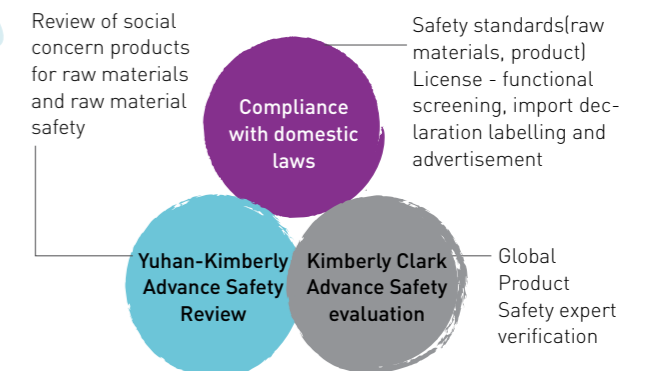 Review of social
concern products
for raw materials
and raw material
safety
Safety standards(raw
materials, product)
License - functional
screening, import dec-
laration labelling and
advertisement
Compliance
with domestic
laws
Yuhan-Kimberly
Advance Safety
Review
Kimberly Clark
Advance Safety
evaluation
Global
Product
Safety expert
verification